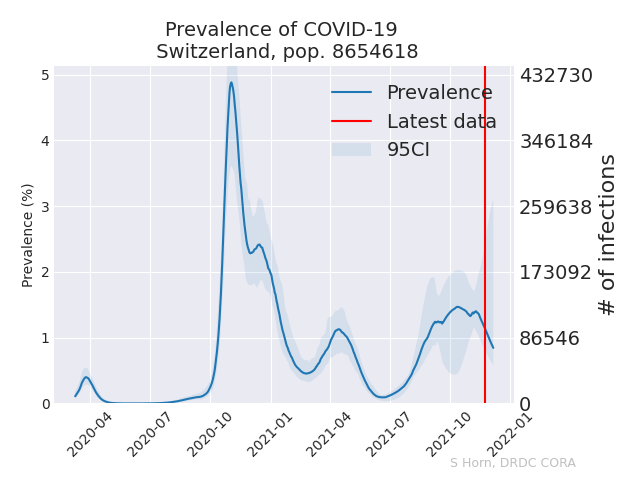 Prevalence of COVID-19
Switzerland, pop. 8654618
Prevalence
Latest data
95CI
5
4
3
2
1
0
Prevalence (%)
432730
346184
259638
173092
86546
0
# of infections
2020-04
2020-07
2020-10
2021-01
2021-04
2021-07
2021-10
2022-01
S Horn, DRDC CORA